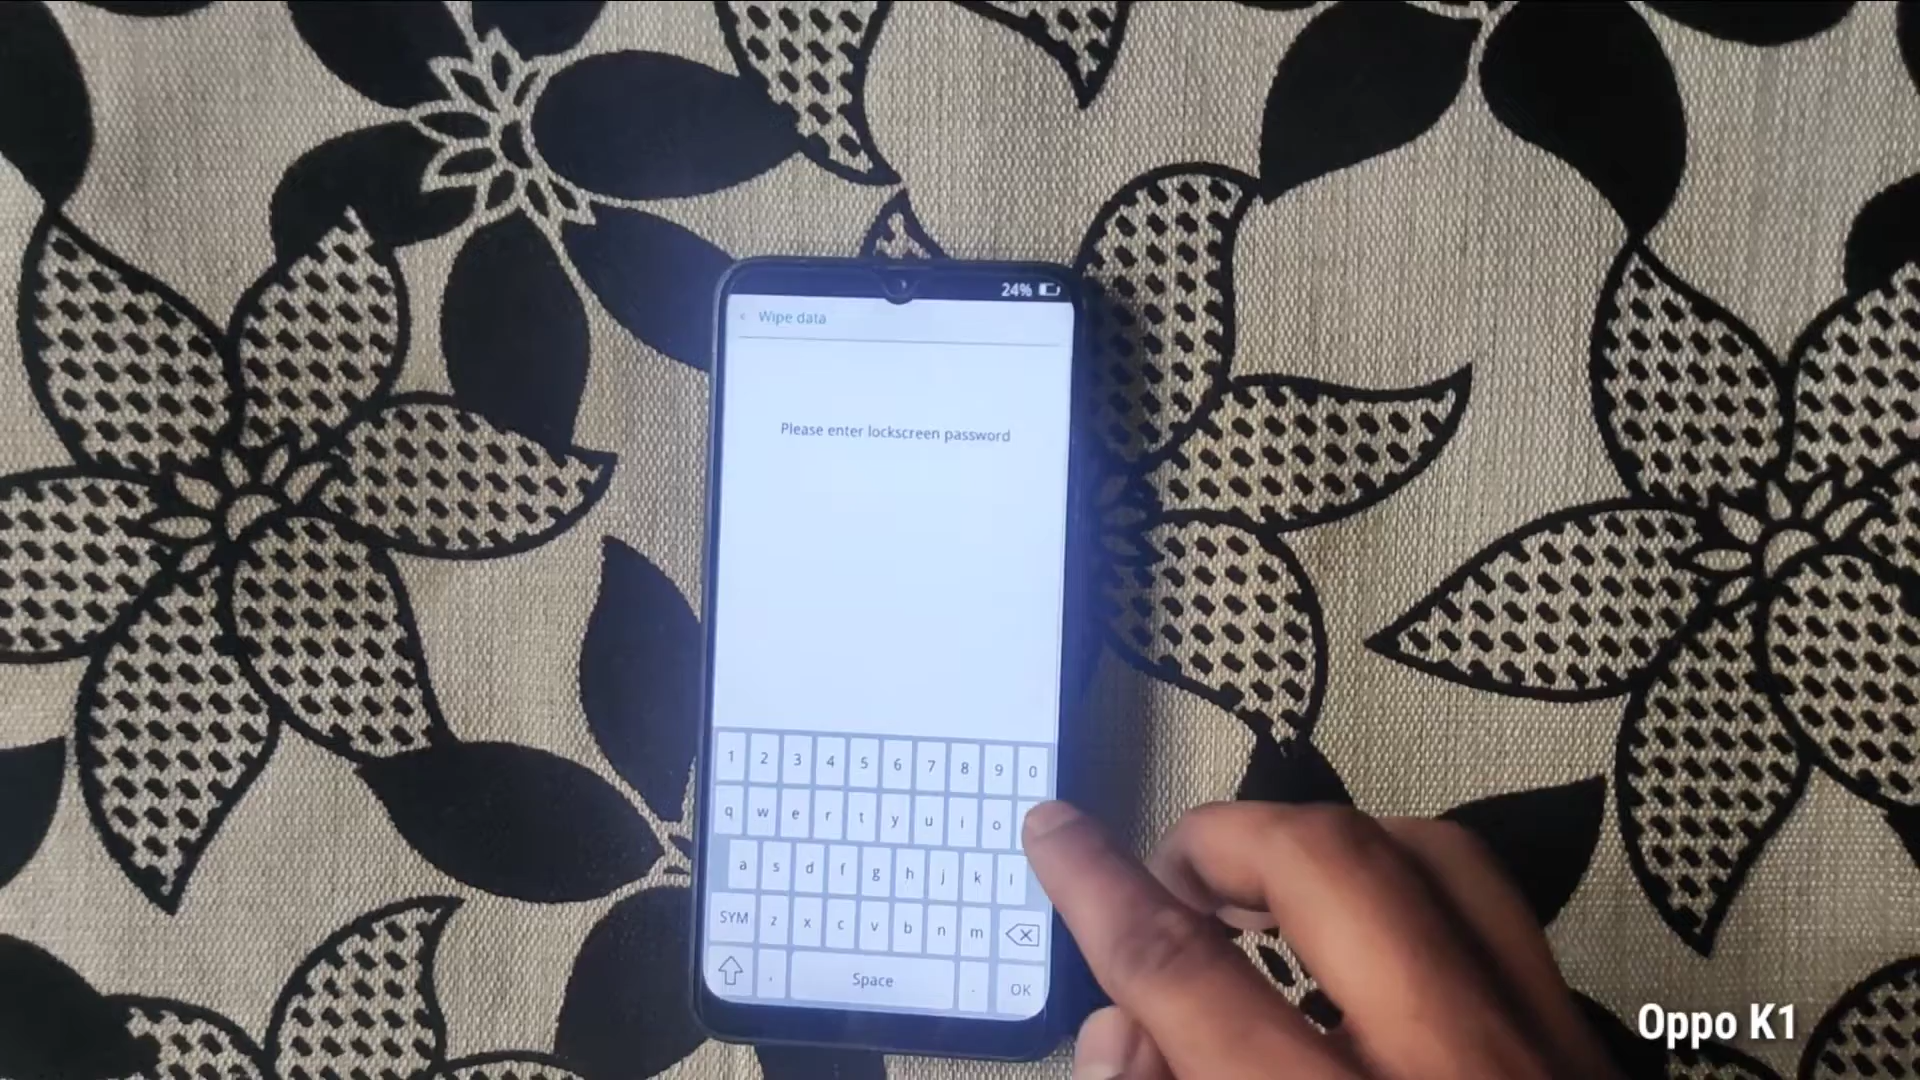 24%
Wipe data
Please enter lockscreen password
1 2 3 4 5 6 7 8 9 0
q w e r t y u i o
a s d f g h j k l
SYM z x c v b n m
, Space . OK
Oppo K1